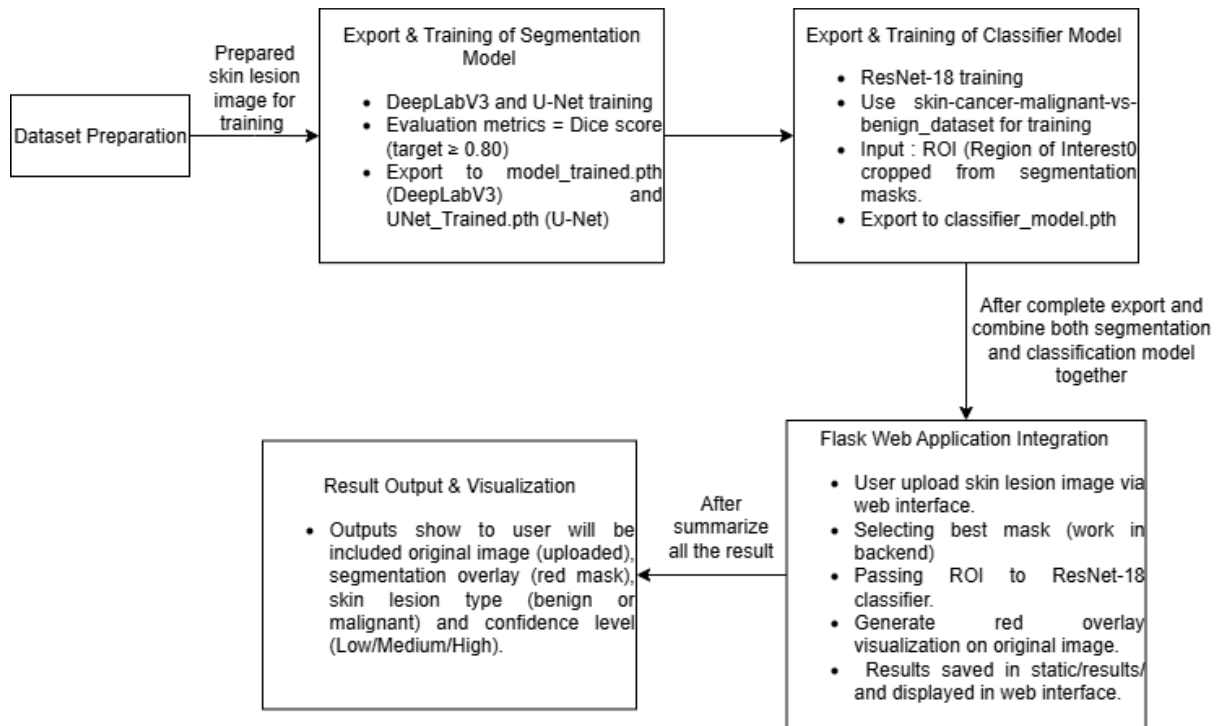 Dataset Preparation
Prepared
skin lesion
image for
training
Export & Training of Segmentation
Model
• DeepLabV3 and U-Net training
• Evaluation metrics = Dice score
(target ≥ 0.80)
• Export to model_trained.pth
(DeepLabV3) and
UNet_Trained.pth (U-Net)
Export & Training of Classifier Model
• ResNet-18 training
• Use skin-cancer-malignant-vs-
benign_dataset for training
• Input : ROI (Region of Interest0
cropped from segmentation
masks.
• Export to classifier_model.pth
After complete export and
combine both segmentation
and classification model
together
Flask Web Application Integration
• User upload skin lesion image via
web interface.
• Selecting best mask (work in
backend)
• Passing ROI to ResNet-18
classifier.
• Generate red overlay
visualization on original image.
• Results saved in static/results/
and displayed in web interface.
After
summarize
all the result
Result Output & Visualization
• Outputs show to user will be
included original image (uploaded),
segmentation overlay (red mask),
skin lesion type (benign or
malignant) and confidence level
(Low/Medium/High).